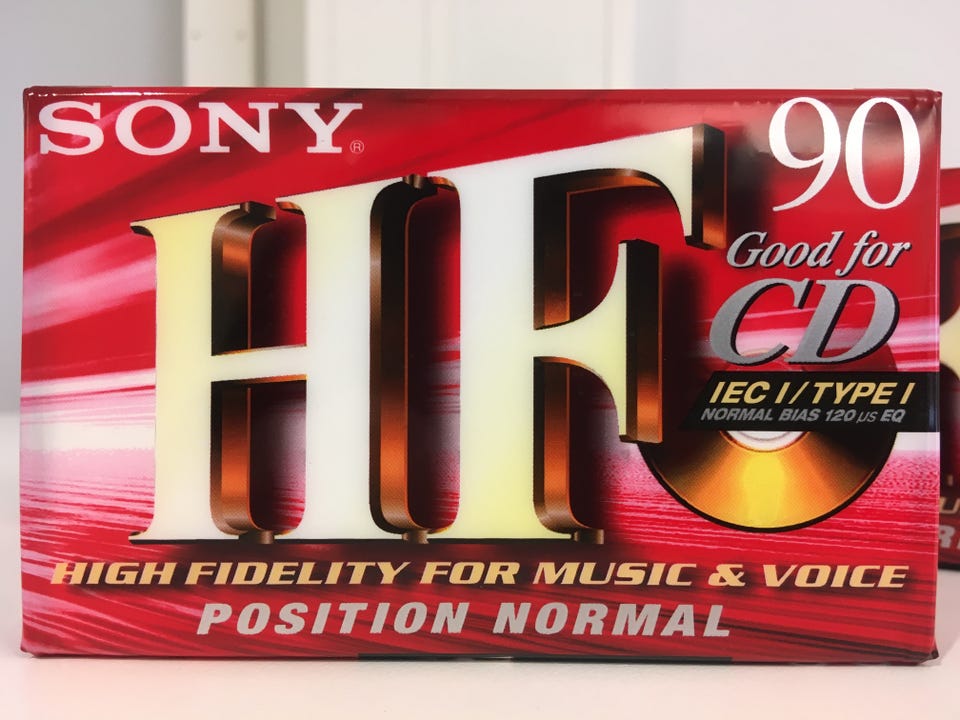 SONY®
90
HF
Good for
CD
IEC I / TYPE I
NORMAL BIAS 120 µs EQ
HIGH FIDELITY FOR MUSIC & VOICE
POSITION NORMAL